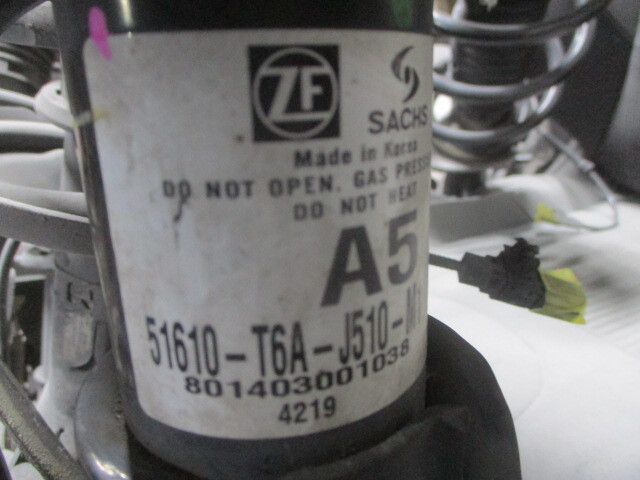 ZF
SACHS
Made in Korea
DO NOT OPEN. GAS
DO NOT HEAT
A5
51610-T6A-J510-M
801403001038
4219